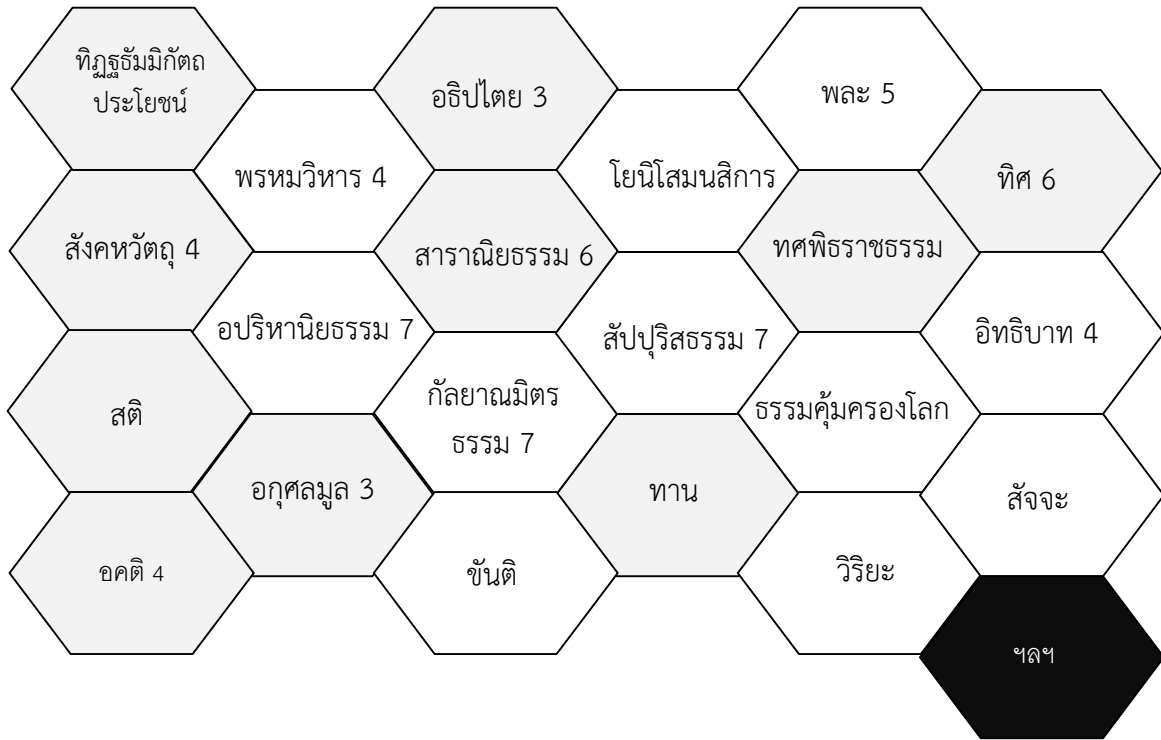 ทิฏฐธัมมิกัตถ
ประโยชน์
อธิปไตย 3
พละ 5
พรหมวิหาร 4
โยนิโสมนสิการ
ทิศ 6
สังคหวัตถุ 4
สาราณิยธรรม 6
ทศพิธราชธรรม
อปริหานิยธรรม 7
สัปปุริสธรรม 7
อิทธิบาท 4
สติ
กัลยาณมิตร
ธรรม 7
ธรรมคุ้มครองโลก
อกุศลมูล 3
ทาน
สัจจะ
อคติ 4
ขันติ
วิริยะ
ฯลฯ